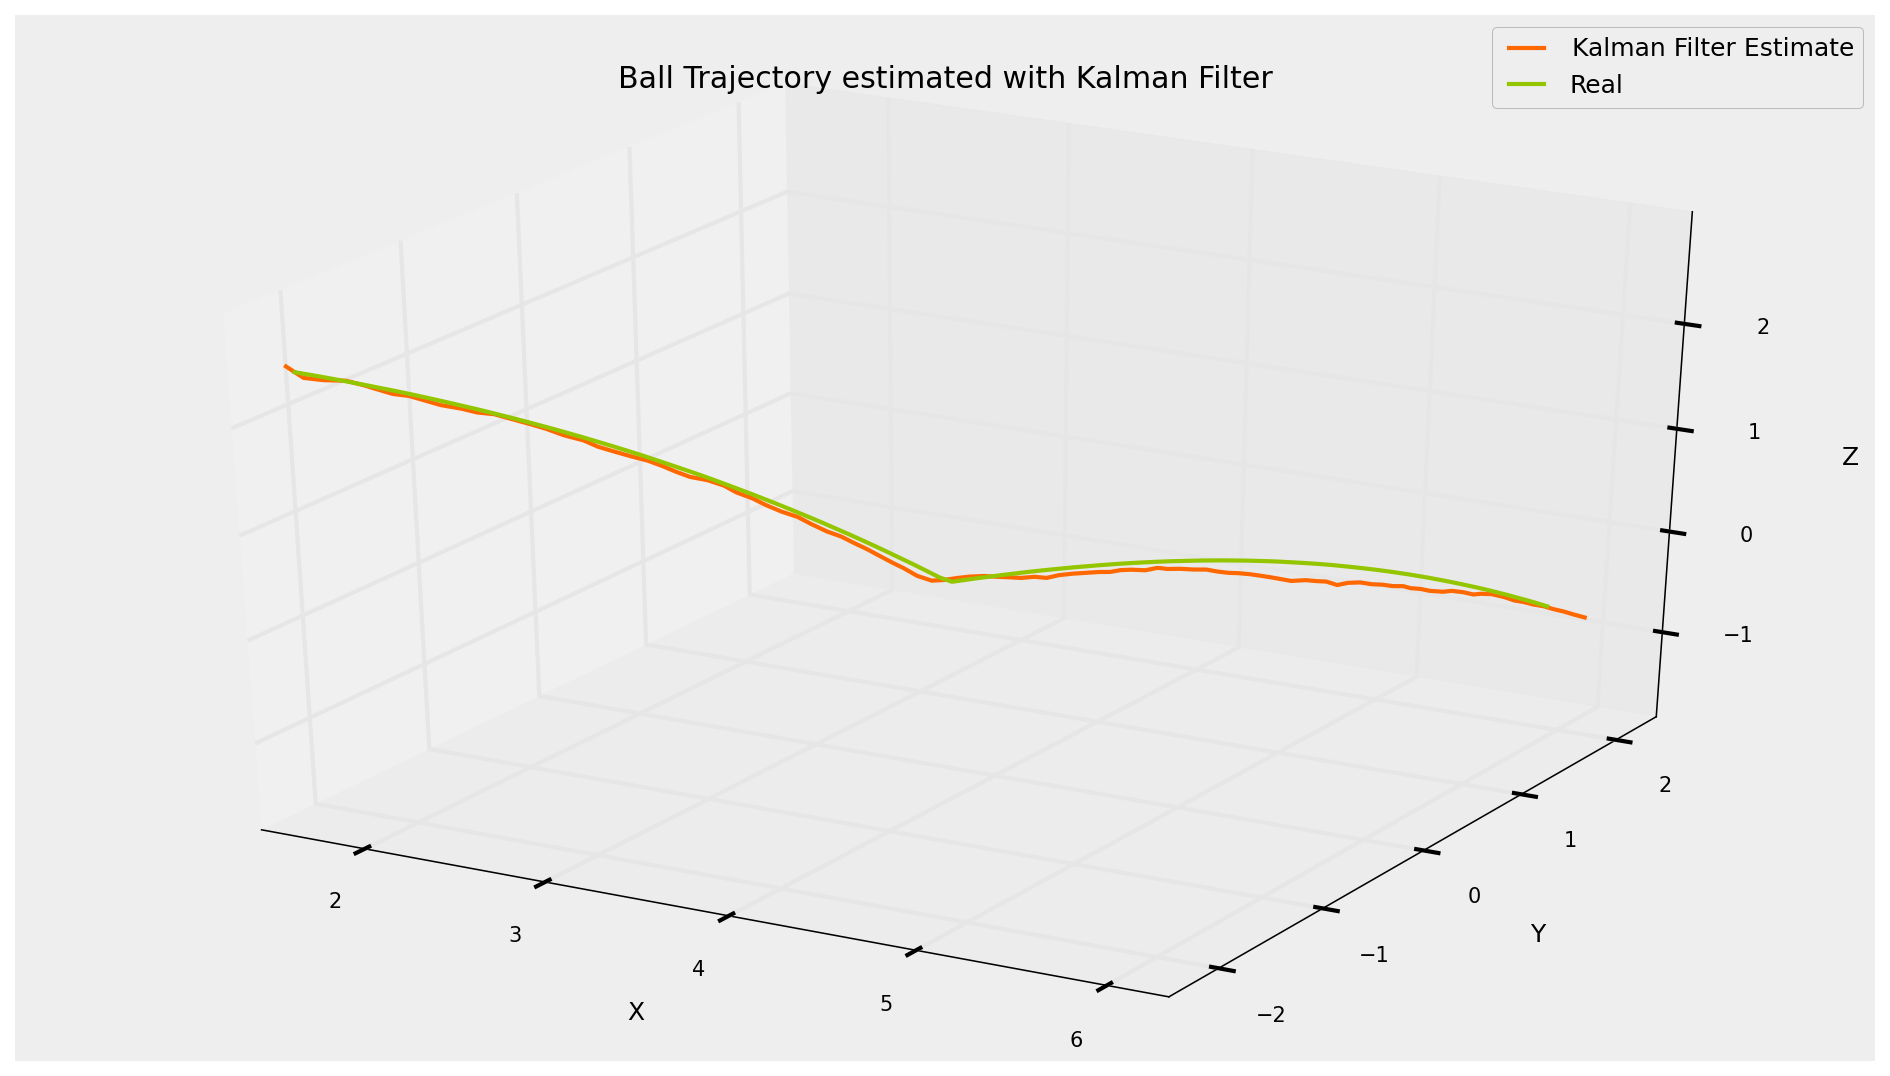 Kalman Filter Estimate
Real
Ball Trajectory estimated with Kalman Filter
2
1
Z
0
−1
2
1
0
Y
−1
−2
2
3
4
5
6
X